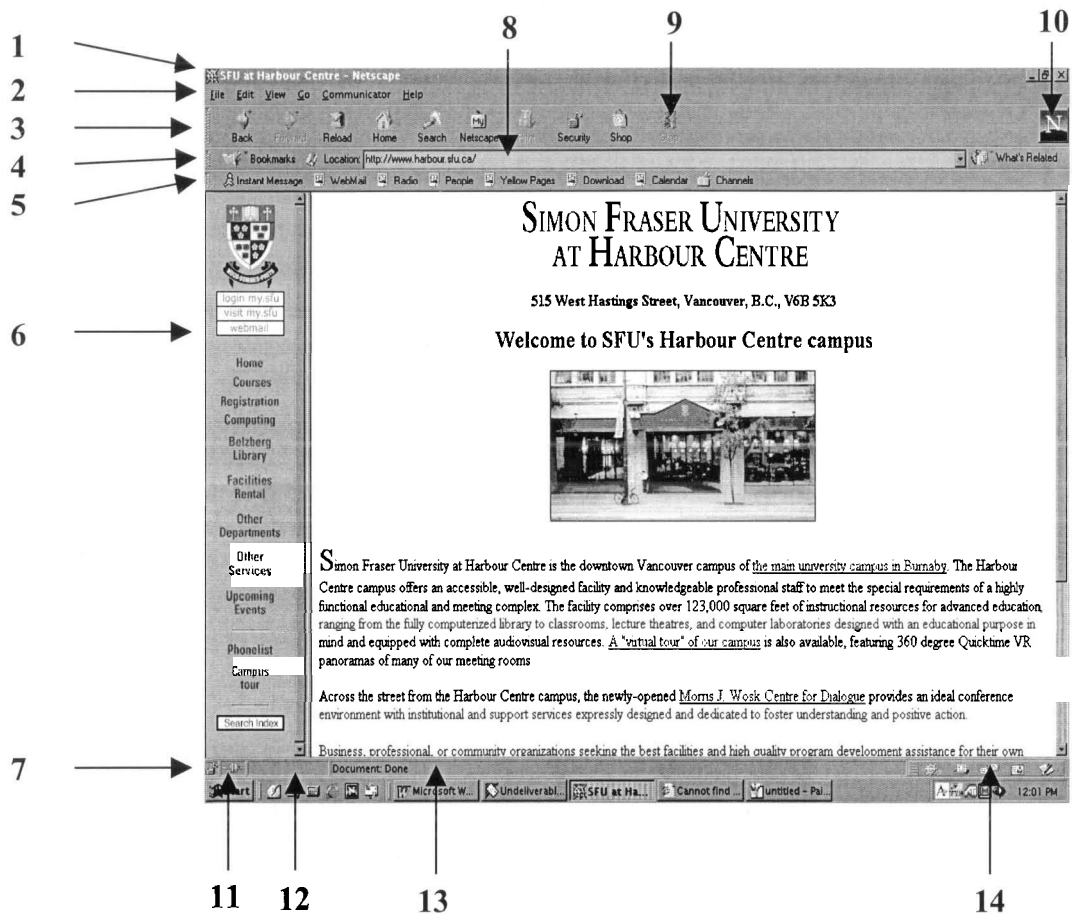 8 9 10
1
2
3
4
5
6
7
SFU at Harbour Centre - Netscape
File Edit View Go Communicator Help
Back Forward Reload Home Search Netscape Security Shop
N
Bookmarks Location: http://www.harbour.sfu.ca/ What's Related
Instant Message WebMail Radio People Yellow Pages Download Calendar Channels
login my.sfu
visit my.sfu
webmail
Home
Courses
Registration
Computing
Belzberg
Library
Facilities
Rental
Other
Departments
Other
Services
Upcoming
Events
Phonelist
Campus
tour
Search Index
SIMON FRASER UNIVERSITY
AT HARBOUR CENTRE
515 West Hastings Street, Vancouver, B.C., V6B 5K3
Welcome to SFU's Harbour Centre campus
Simon Fraser University at Harbour Centre is the downtown Vancouver campus of the main university campus in Burnaby. The Harbour
Centre campus offers an accessible, well-designed facility and knowledgeable professional staff to meet the special requirements of a highly
functional educational and meeting complex. The facility comprises over 123,000 square feet of instructional resources for advanced education,
ranging from the fully computerized library to classrooms, lecture theatres, and computer laboratories designed with an educational purpose in
mind and equipped with complete audiovisual resources. A "virtual tour" of our campus is also available, featuring 360 degree Quicktime VR
panoramas of many of our meeting rooms
Across the street from the Harbour Centre campus, the newly-opened Morris J. Wosk Centre for Dialogue provides an ideal conference
environment with institutional and support services expressly designed and dedicated to foster understanding and positive action.
Business, professional, or community organizations seeking the best facilities and high quality program development assistance for their own
Document: Done
Start Microsoft W... Undeliverabl... SFU at Ha... Cannot find ... untitled - Pai... 12:01 PM
11 12 13 14